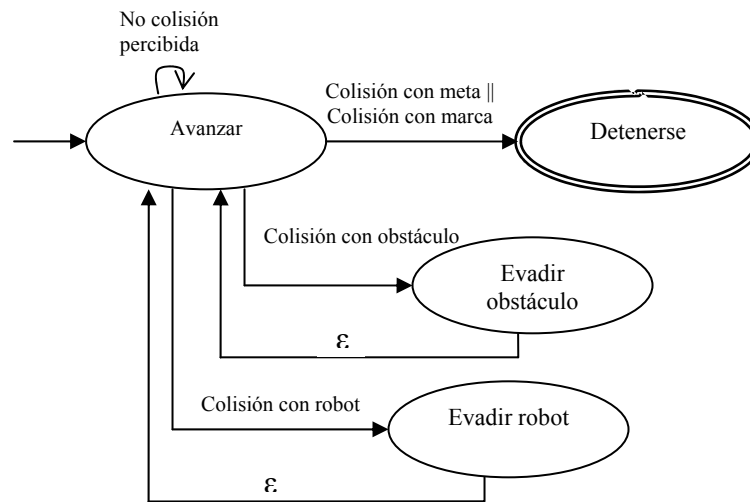 No colisión
percibida
Avanzar
Colisión con meta ||
Colisión con marca
Detenerse
Colisión con obstáculo
Evadir
obstáculo
ε
Colisión con robot
Evadir robot
ε